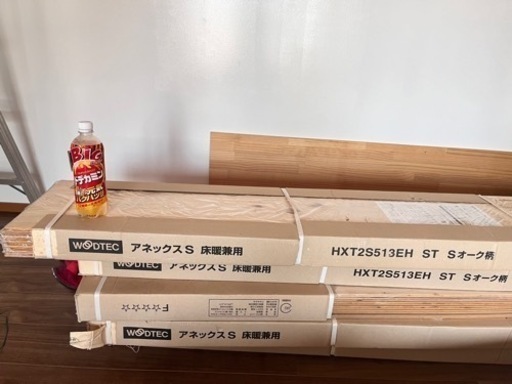 BIG
ドデカミン
WOODTEC アネックスS 床暖兼用 HXT2S513EH ST Sオーク柄
WOODTEC アネックスS 床暖兼用 HXT2S513EH ST Sオーク柄
F☆☆☆☆
WOODTEC アネックスS 床暖兼用